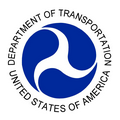 DEPARTMENT OF TRANSPORTATION
UNITED STATES OF AMERICA